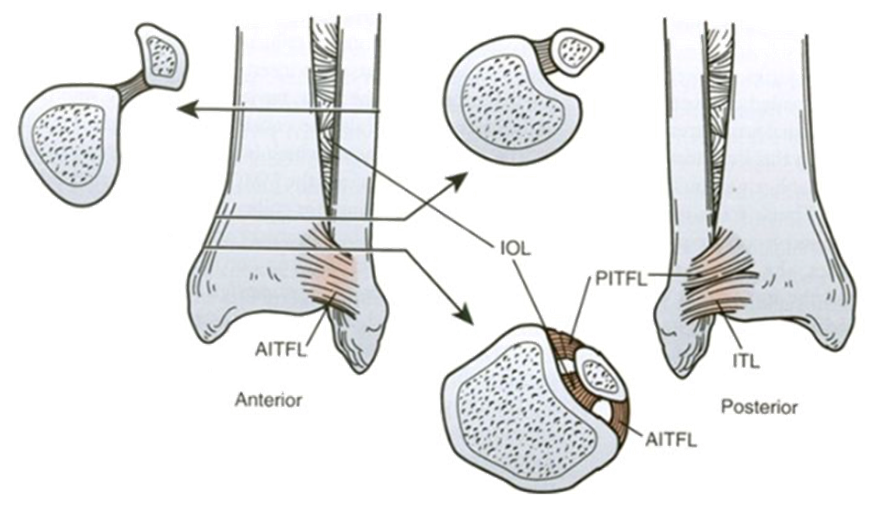 IOL
PITFL
AITFL
ITL
Anterior
Posterior
AITFL